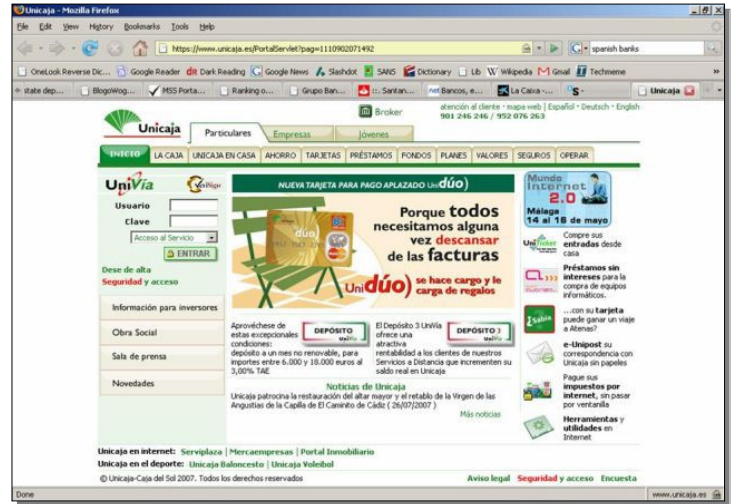 Unicaja - Mozilla Firefox
File Edit View History Bookmarks Tools Help
https://www.unicaja.es/PortalServlet?pag=1110902071492
spanish banks
OneLook Reverse Dic... Google Reader Dark Reading Google News Slashdot SANS Dictionary Lib Wikipedia Gmail Techmeme
state dep... BlogoWog... MSS Porta... Ranking o... Grupo Ban... ::. Santan... Bancos, e... La Caixa -... Unicaja
Unicaja
Particulares Empresas Jóvenes
Broker
atención al cliente · mapa web | Español · Deutsch · English
901 246 246 / 952 076 263
INICIO LA CAJA UNICAJA EN CASA AHORRO TARJETAS PRÉSTAMOS FONDOS PLANES VALORES SEGUROS OPERAR
UniVía
Usuario
Clave
Acceso al Servicio
ENTRAR
Dese de alta
Seguridad y acceso
Información para inversores
Obra Social
Sala de prensa
Novedades
NUEVA TARJETA PARA PAGO APLAZADO Unidúo)
Porque todos
necesitamos alguna
vez descansar
de las facturas
Unidúo) se hace cargo y le
carga de regalos
Aprovéchese de
estas excepcionales
condiciones:
depósito a un mes no renovable, para
importes entre 6.000 y 18.000 euros al
3,00% TAE
DEPÓSITO
UniVía
El Depósito 3 UniVía
ofrece una
atractiva
rentabilidad a los clientes de nuestros
Servicios a Distancia que incrementen su
saldo real en Unicaja
DEPÓSITO 3
UniVía
Noticias de Unicaja
Unicaja patrocina la restauración del altar mayor y el retablo de la Virgen de las
Angustias de la Capilla de El Caminito de Cádiz ( 26/07/2007 )
Más noticias
Mundo
Internet
2.0
Málaga
14 al 16 de mayo
Compre sus
entradas desde
casa
Préstamos sin
intereses para la
compra de equipos
informáticos.
...con su tarjeta
puede ganar un viaje
a Atenas?
e-Unipost su
correspondencia con
Unicaja sin papeles
Pague sus
impuestos por
internet, sin pasar
por ventanilla
Herramientas y
utilidades en
Internet
Unicaja en internet: Serviplaza | Mercaempresas | Portal Inmobiliario
Unicaja en el deporte: Unicaja Baloncesto | Unicaja Voleibol
© Unicaja-Caja del Sol 2007. Todos los derechos reservados
Aviso legal Seguridad y acceso Encuesta
Done
www.unicaja.es